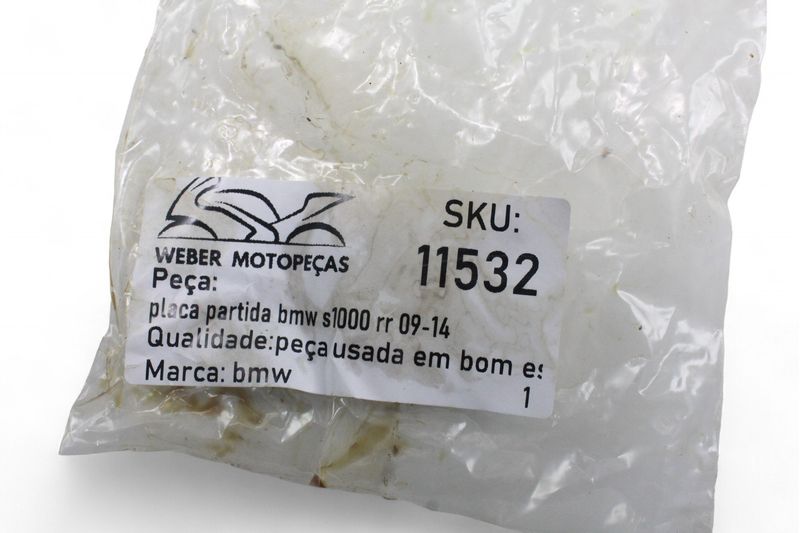 WEBER MOTOPEÇAS
SKU:
11532
Peça:
placa partida bmw s1000 rr 09-14
Qualidade:peça usada em bom es
Marca: bmw
1